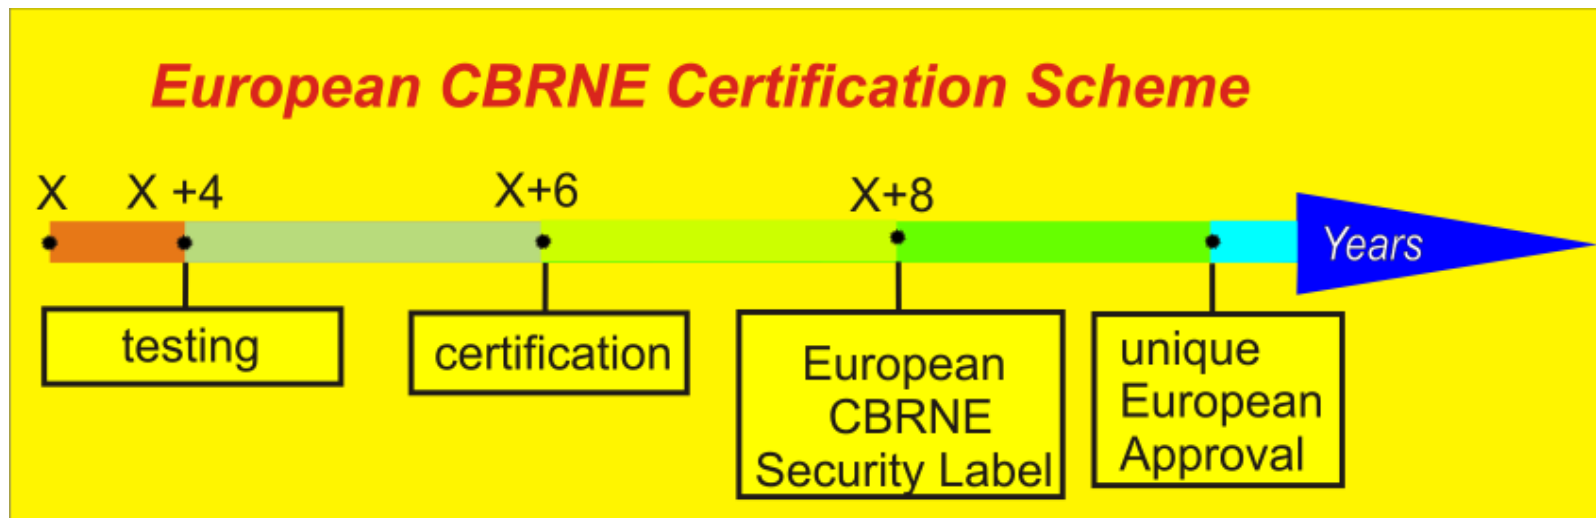 European CBRNE Certification Scheme
X
X +4
X+6
X+8
Years
testing
certification
European
CBRNE
Security Label
unique
European
Approval